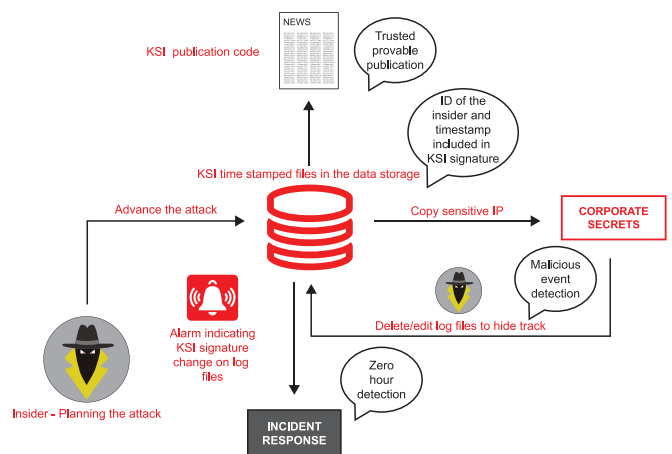 NEWS
KSI publication code
Trusted
provable
publication
ID of the
insider and
timestamp
included in
KSI signature
KSI time stamped files in the data storage
Advance the attack
Copy sensitive IP
CORPORATE
SECRETS
Malicious
event
detection
Alarm indicating
KSI signature
change on log
files
Delete/edit log files to hide track
Zero
hour
detection
Insider - Planning the attack
INCIDENT
RESPONSE